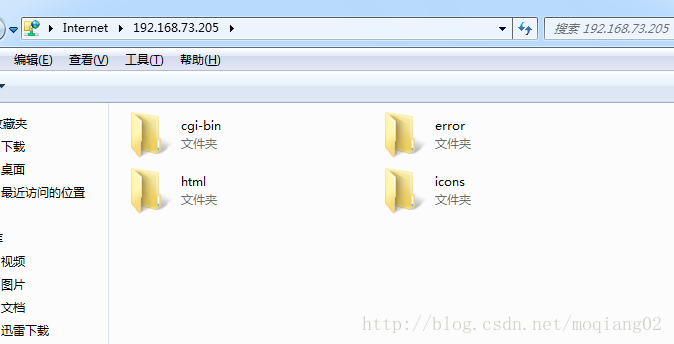 Internet ▸ 192.168.73.205 ▸
搜索 192.168.73.205
编辑(E) 查看(V) 工具(T) 帮助(H)
藏夹
下载
桌面
最近访问的位置
视频
图片
文档
迅雷下载
cgi-bin
文件夹
error
文件夹
html
文件夹
icons
文件夹
http://blog.csdn.net/moqiang02